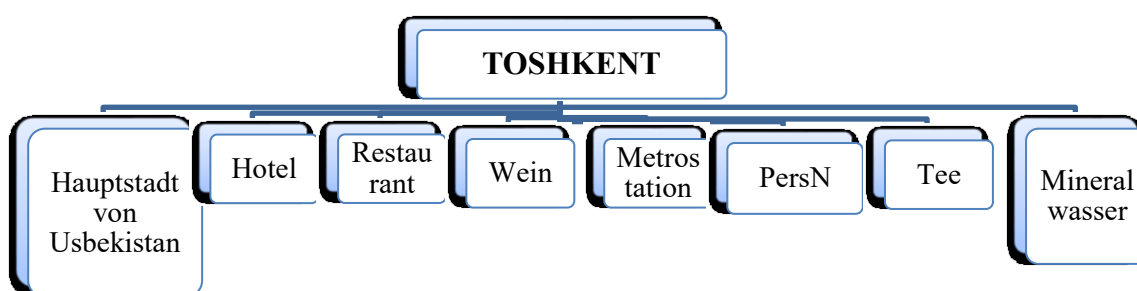 TOSHKENT
Hauptstadt
von
Usbekistan
Hotel
Restau
rant
Wein
Metros
tation
PersN
Tee
Mineral
wasser